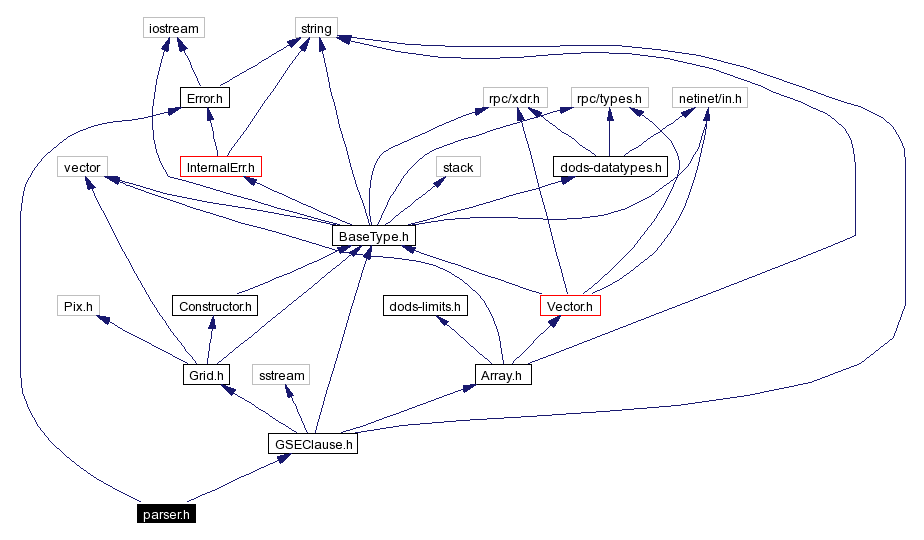 iostream
string
Error.h
rpc/xdr.h
rpc/types.h
netinet/in.h
vector
InternalErr.h
stack
dods-datatypes.h
BaseType.h
Pix.h
Constructor.h
dods-limits.h
Vector.h
Grid.h
sstream
Array.h
GSEClause.h
parser.h